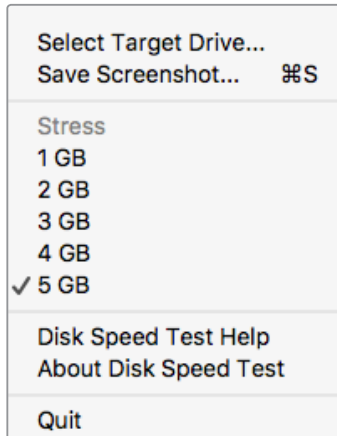 Select Target Drive...
Save Screenshot... ⌘S
Stress
1 GB
2 GB
3 GB
4 GB
✓ 5 GB
Disk Speed Test Help
About Disk Speed Test
Quit